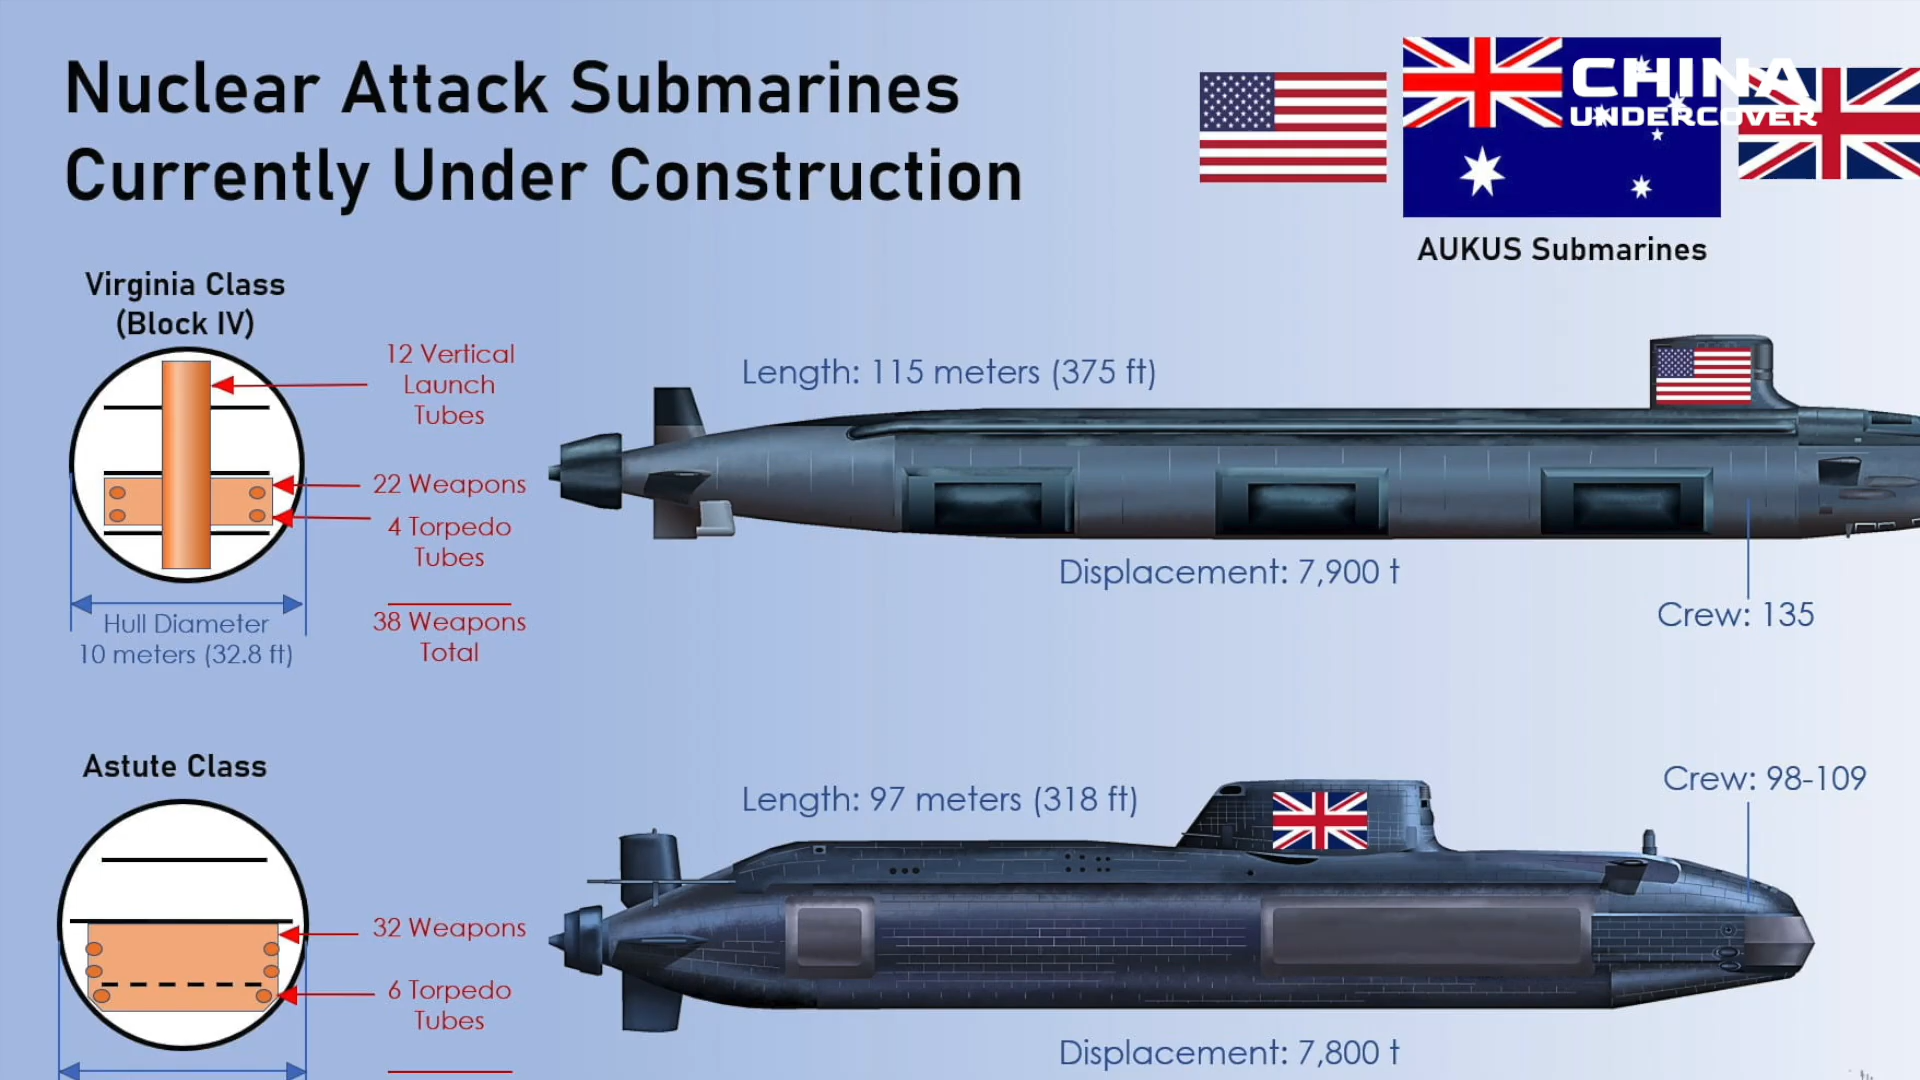 Nuclear Attack Submarines
Currently Under Construction
CHINA
UNDERCOVER
AUKUS Submarines
Virginia Class
(Block IV)
12 Vertical
Launch
Tubes
22 Weapons
4 Torpedo
Tubes
38 Weapons
Total
Hull Diameter
10 meters (32.8 ft)
Length: 115 meters (375 ft)
Displacement: 7,900 t
Crew: 135
Astute Class
32 Weapons
6 Torpedo
Tubes
Length: 97 meters (318 ft)
Crew: 98-109
Displacement: 7,800 t